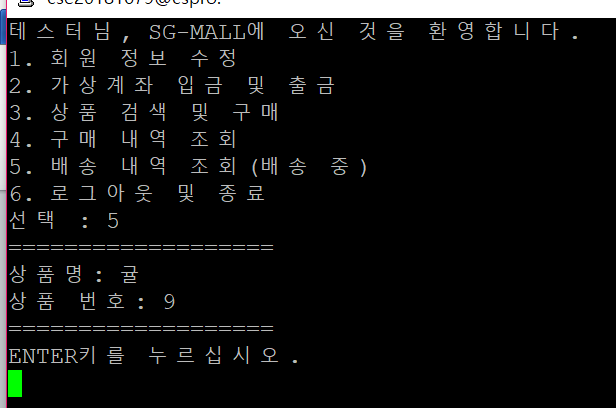 테스터님, SG-MALL에 오신 것을 환영합니다.
1. 회원 정보 수정
2. 가상계좌 입금 및 출금
3. 상품 검색 및 구매
4. 구매 내역 조회
5. 배송 내역 조회(배송 중)
6. 로그아웃 및 종료
선택 : 5
===================
상품명: 귤
상품 번호: 9
===================
ENTER키를 누르십시오.